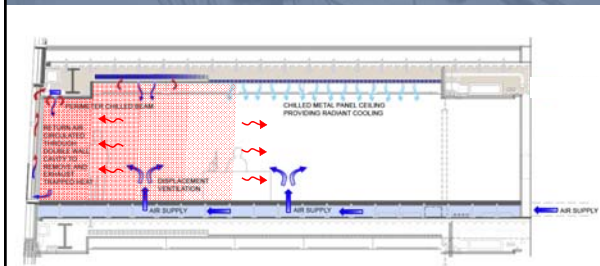 PERIMETER CHILLED BEAM
CHILLED METAL PANEL CEILING
PROVIDING RADIANT COOLING
RETURN AIR
CIRCULATED
THROUGH
DOUBLE WALL
CAVITY TO
REMOVE AND
EXHAUST
TRAPPED HEAT
DISPLACEMENT
VENTILATION
AIR SUPPLY
AIR SUPPLY
AIR SUPPLY